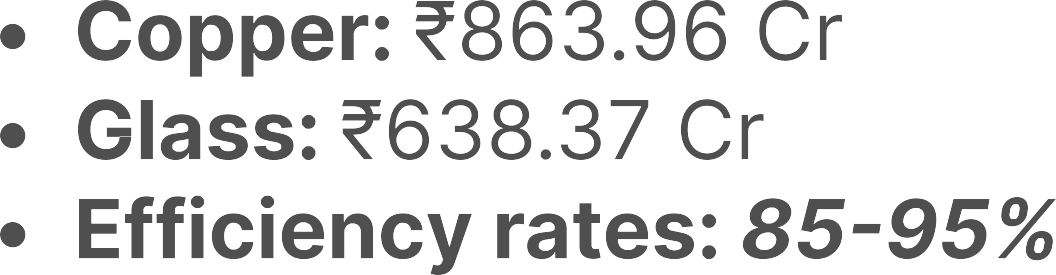 • Copper: ₹863.96 Cr
• Glass: ₹638.37 Cr
• Efficiency rates: 85-95%